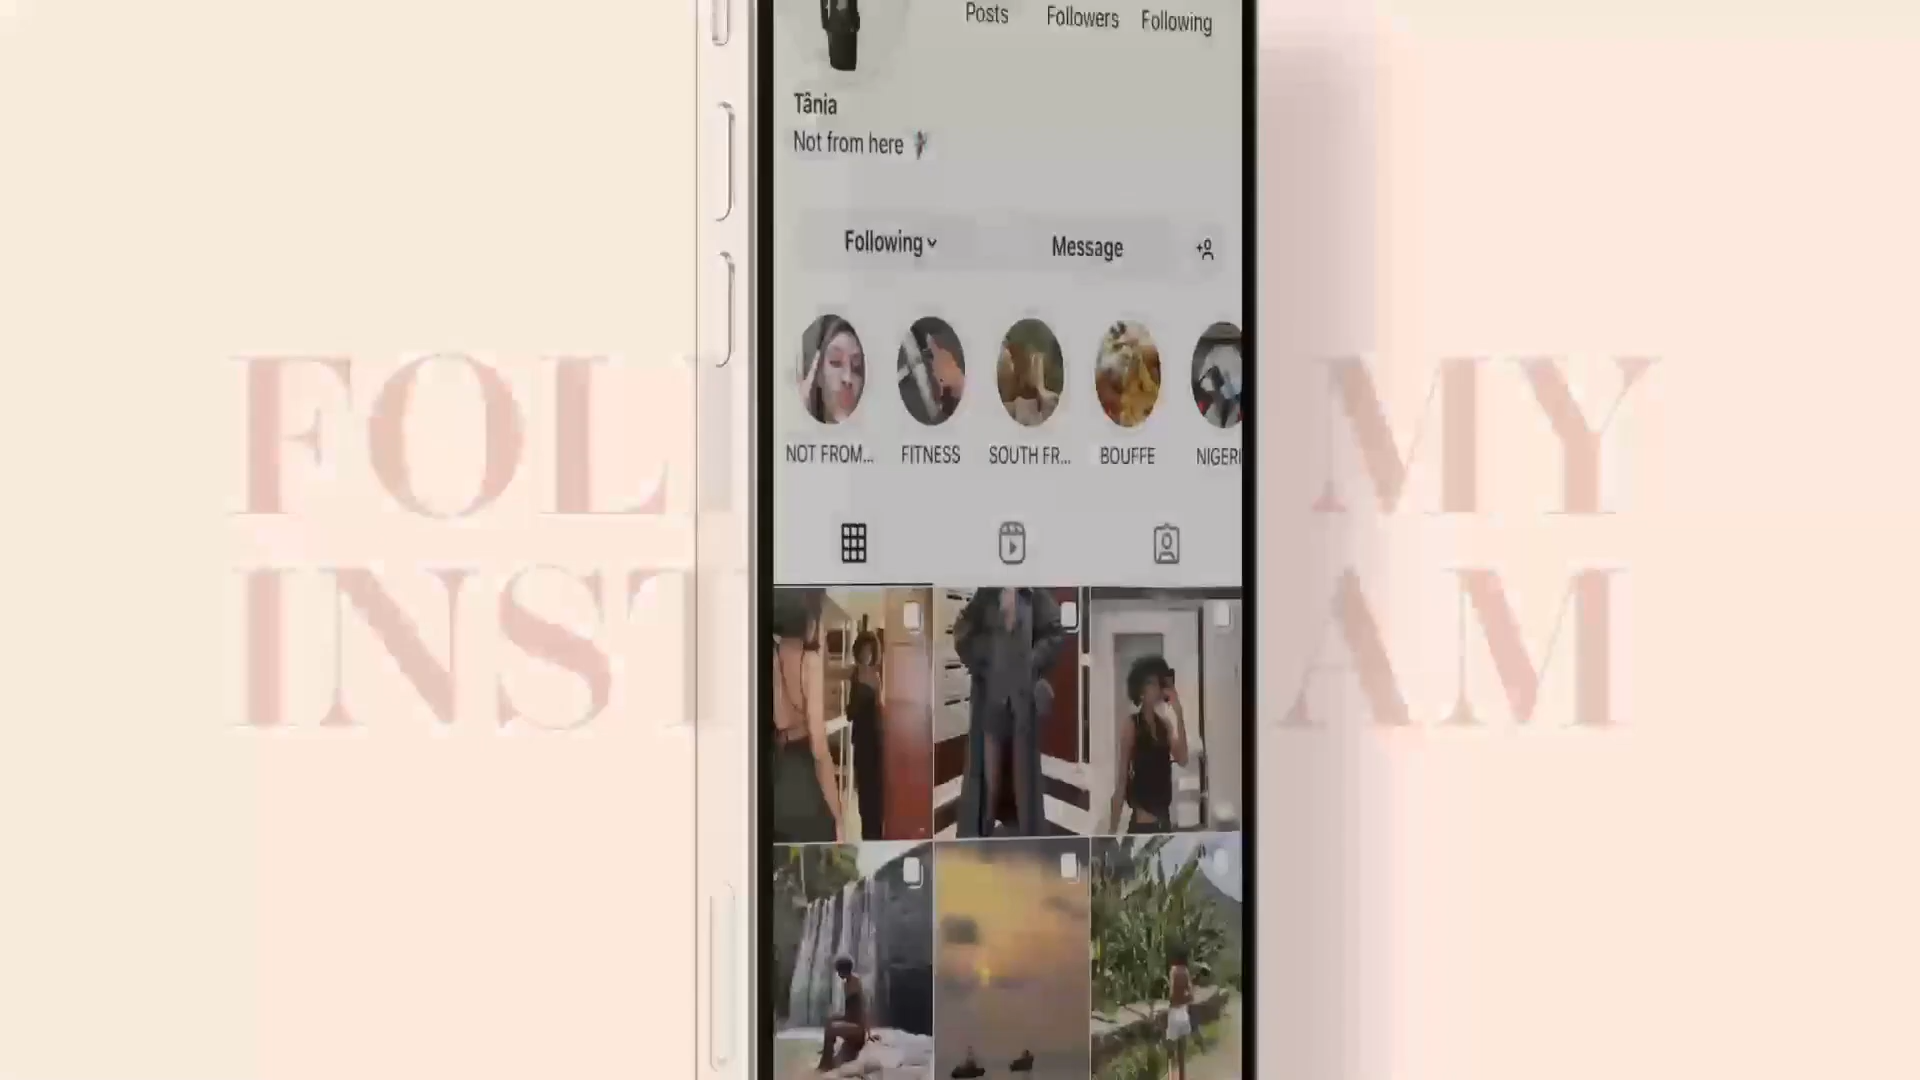 Posts Followers Following
Tânia
Not from here
Following Message
FOL MY
NOT FROM... FITNESS SOUTH FR... BOUFFE NIGERI
INST AM